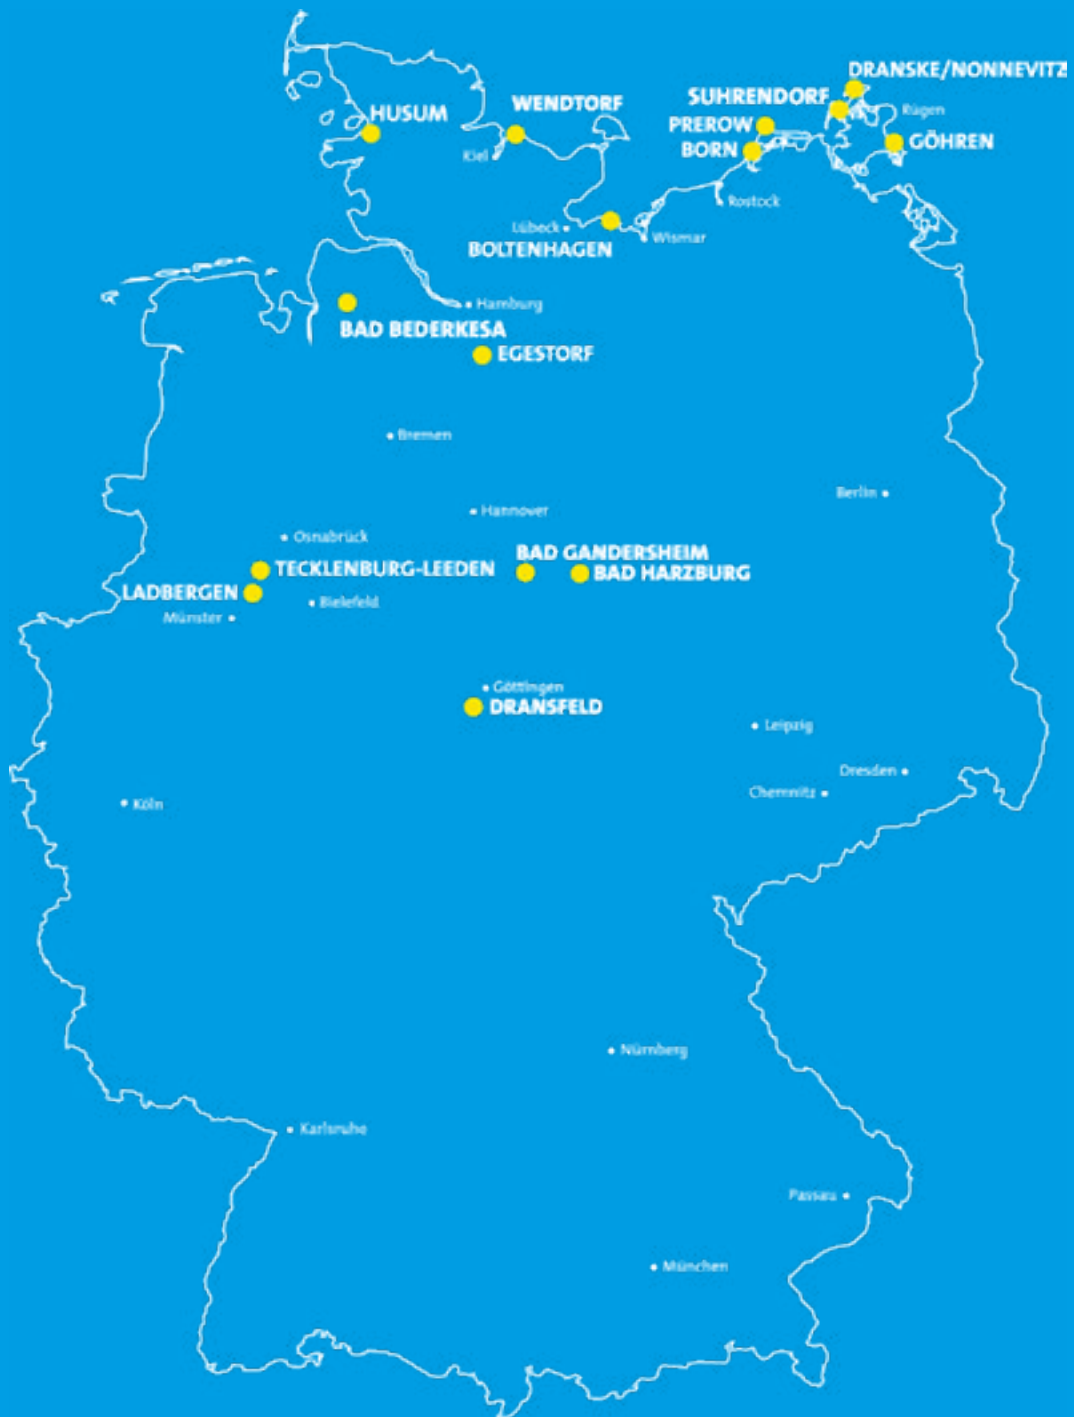 DRANSKE/NONNEVITZ
SUHRENDORF
WENDTORF
HUSUM
Rügen
PREROW
GÖHREN
BORN
Kiel
Rostock
Lübeck
Wismar
BOLTENHAGEN
Hamburg
BAD BEDERKESA
EGESTORF
Bremen
Berlin
Hannover
Osnabrück
BAD GANDERSHEIM
TECKLENBURG-LEEDEN
BAD HARZBURG
LADBERGEN
Bielefeld
Münster
Göttingen
DRANSFELD
Leipzig
Dresden
Chemnitz
Köln
Nürnberg
Karlsruhe
Passau
München